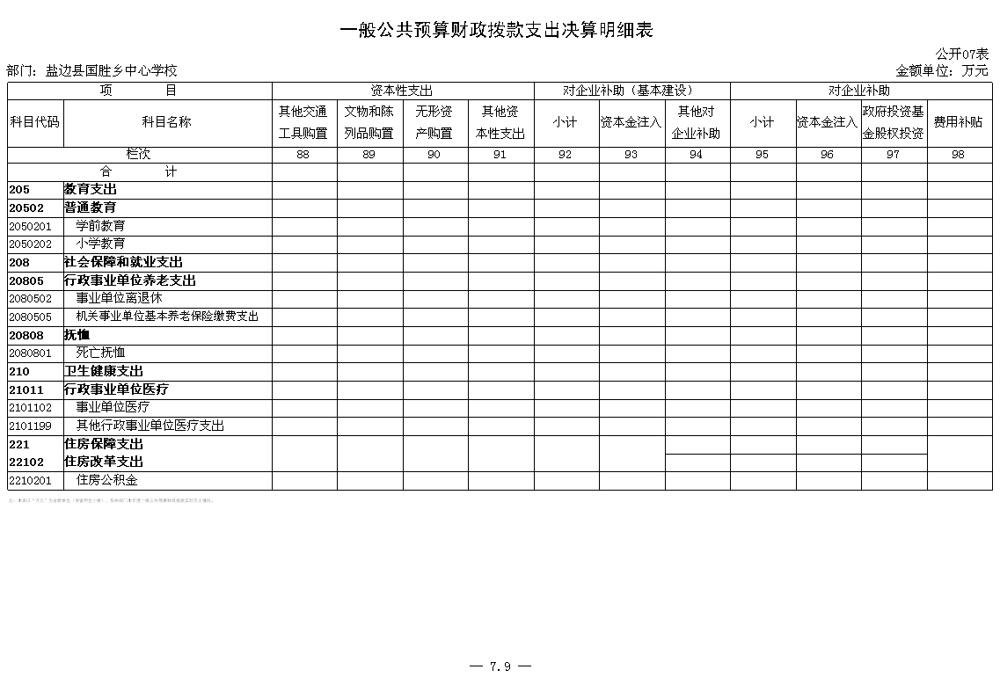 一般公共预算财政拨款支出决算明细表
公开07表
部门：盐边县国胜乡中心学校 金额单位：万元
项 目 资本性支出 对企业补助（基本建设） 对企业补助
科目代码 科目名称 其他交通工具购置 文物和陈列品购置 无形资产购置 其他资本性支出 小计 资本金注入 其他对企业补助 小计 资本金注入 政府投资基金股权投资 费用补贴
栏次 88 89 90 91 92 93 94 95 96 97 98
合 计
205 教育支出
20502 普通教育
2050201 学前教育
2050202 小学教育
208 社会保障和就业支出
20805 行政事业单位养老支出
2080502 事业单位离退休
2080505 机关事业单位基本养老保险缴费支出
20808 抚恤
2080801 死亡抚恤
210 卫生健康支出
21011 行政事业单位医疗
2101102 事业单位医疗
2101199 其他行政事业单位医疗支出
221 住房保障支出
22102 住房改革支出
2210201 住房公积金
— 7.9 —